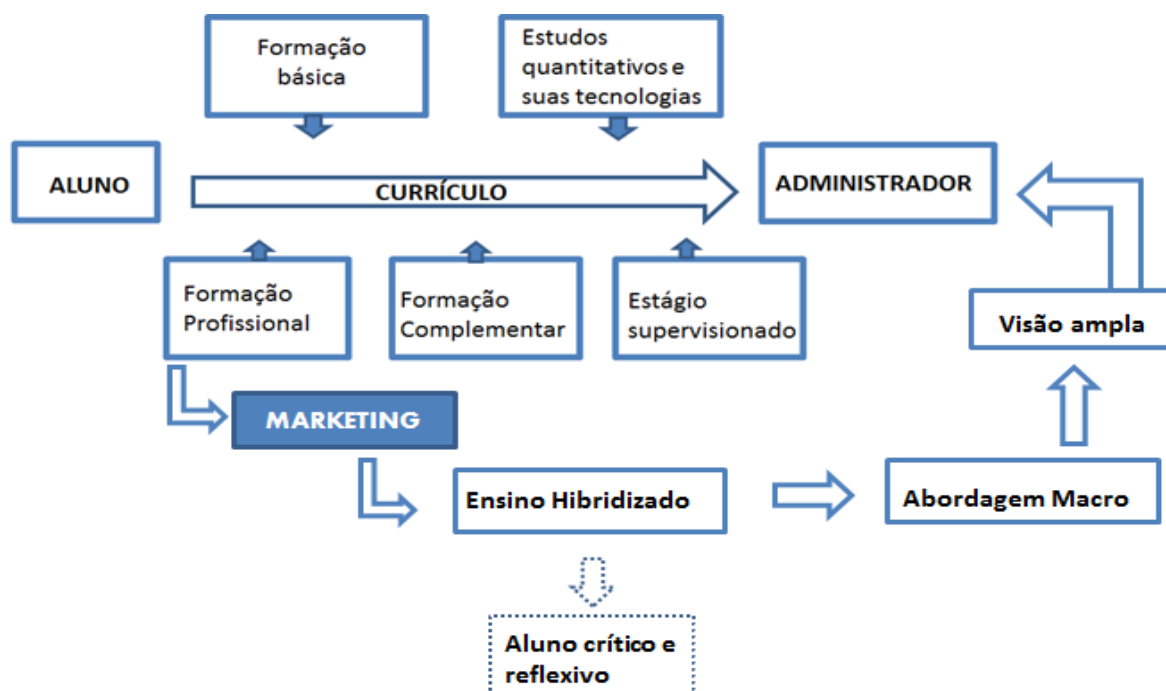 Formação
básica
Estudos
quantitativos e
suas tecnologias
ALUNO
CURRÍCULO
ADMINISTRADOR
Formação
Profissional
Formação
Complementar
Estágio
supervisionado
Visão ampla
MARKETING
Ensino Hibridizado
Abordagem Macro
Aluno crítico e
reflexivo